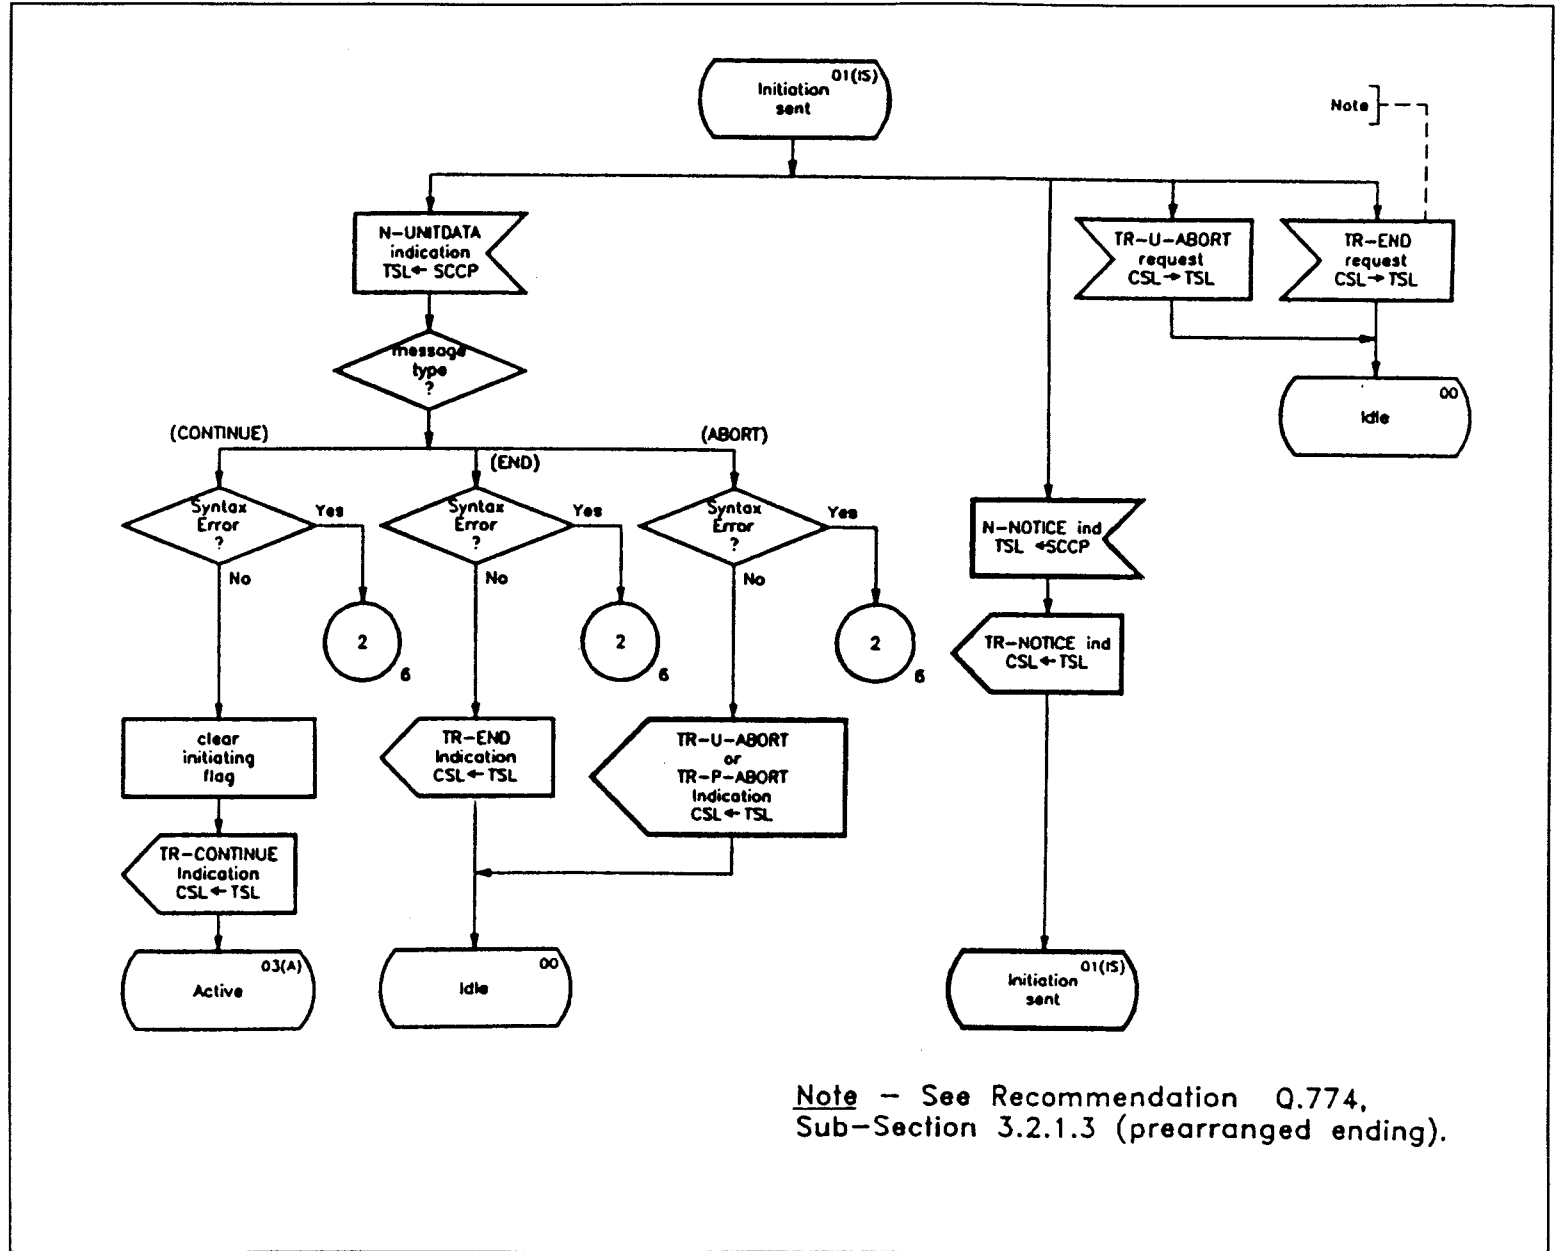 01(IS)
Initiation
sent
Note
N-UNITDATA
indication
TSL ← SCCP
TR-U-ABORT
request
CSL → TSL
TR-END
request
CSL → TSL
message
type
?
00
Idle
(CONTINUE)
(END)
(ABORT)
Syntax
Error
?
Yes
No
Syntax
Error
?
Yes
No
Syntax
Error
?
Yes
No
N-NOTICE ind
TSL ← SCCP
2
6
2
6
2
6
TR-NOTICE ind
CSL ← TSL
clear
initiating
flag
TR-END
Indication
CSL ← TSL
TR-U-ABORT
or
TR-P-ABORT
Indication
CSL ← TSL
TR-CONTINUE
Indication
CSL ← TSL
03(A)
Active
00
Idle
01(IS)
Initiation
sent
Note - See Recommendation Q.774,
Sub-Section 3.2.1.3 (prearranged ending).